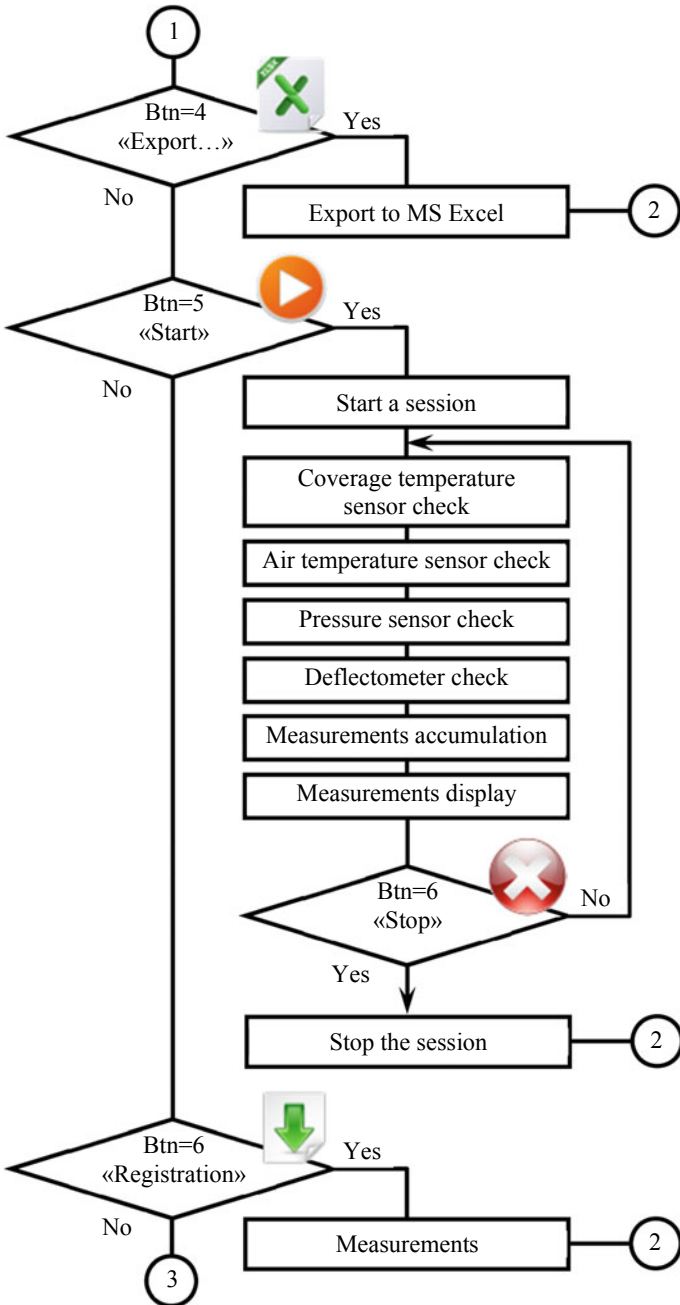 1
XLSX
Btn=4
«Export…»
Yes
No
Export to MS Excel
2
Btn=5
«Start»
Yes
No
Start a session
Coverage temperature
sensor check
Air temperature sensor check
Pressure sensor check
Deflectometer check
Measurements accumulation
Measurements display
Btn=6
«Stop»
No
Yes
Stop the session
2
Btn=6
«Registration»
Yes
No
Measurements
2
3